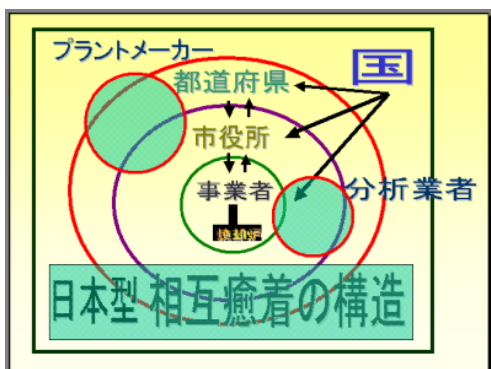 プラントメーカー
国
都道府県
市役所
事業者
分析業者
焼却炉
日本型 相互癒着の構造